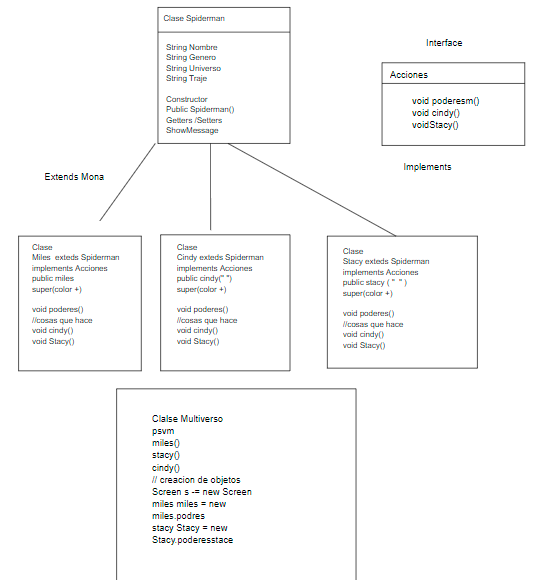 Clase Spiderman
String Nombre
String Genero
String Universo
String Traje
Constructor
Public Spiderman()
Getters /Setters
ShowMessage
Interface
Acciones
void poderesm()
void cindy()
voidStacy()
Implements
Extends Mona
Clase
Miles exteds Spiderman
implements Acciones
public miles
super(color +)
void poderes()
//cosas que hace
void cindy()
void Stacy()
Clase
Cindy exteds Spiderman
implements Acciones
public cindy(" ")
super(color +)
void poderes()
//cosas que hace
void cindy()
void Stacy()
Clase
Stacy exteds Spiderman
implements Acciones
public stacy ( " " )
super(color +)
void poderes()
//cosas que hace
void cindy()
void Stacy()
Clalse Multiverso
psvm
miles()
stacy()
cindy()
// creacion de objetos
Screen s -= new Screen
miles miles = new
miles.podres
stacy Stacy = new
Stacy.poderesstace